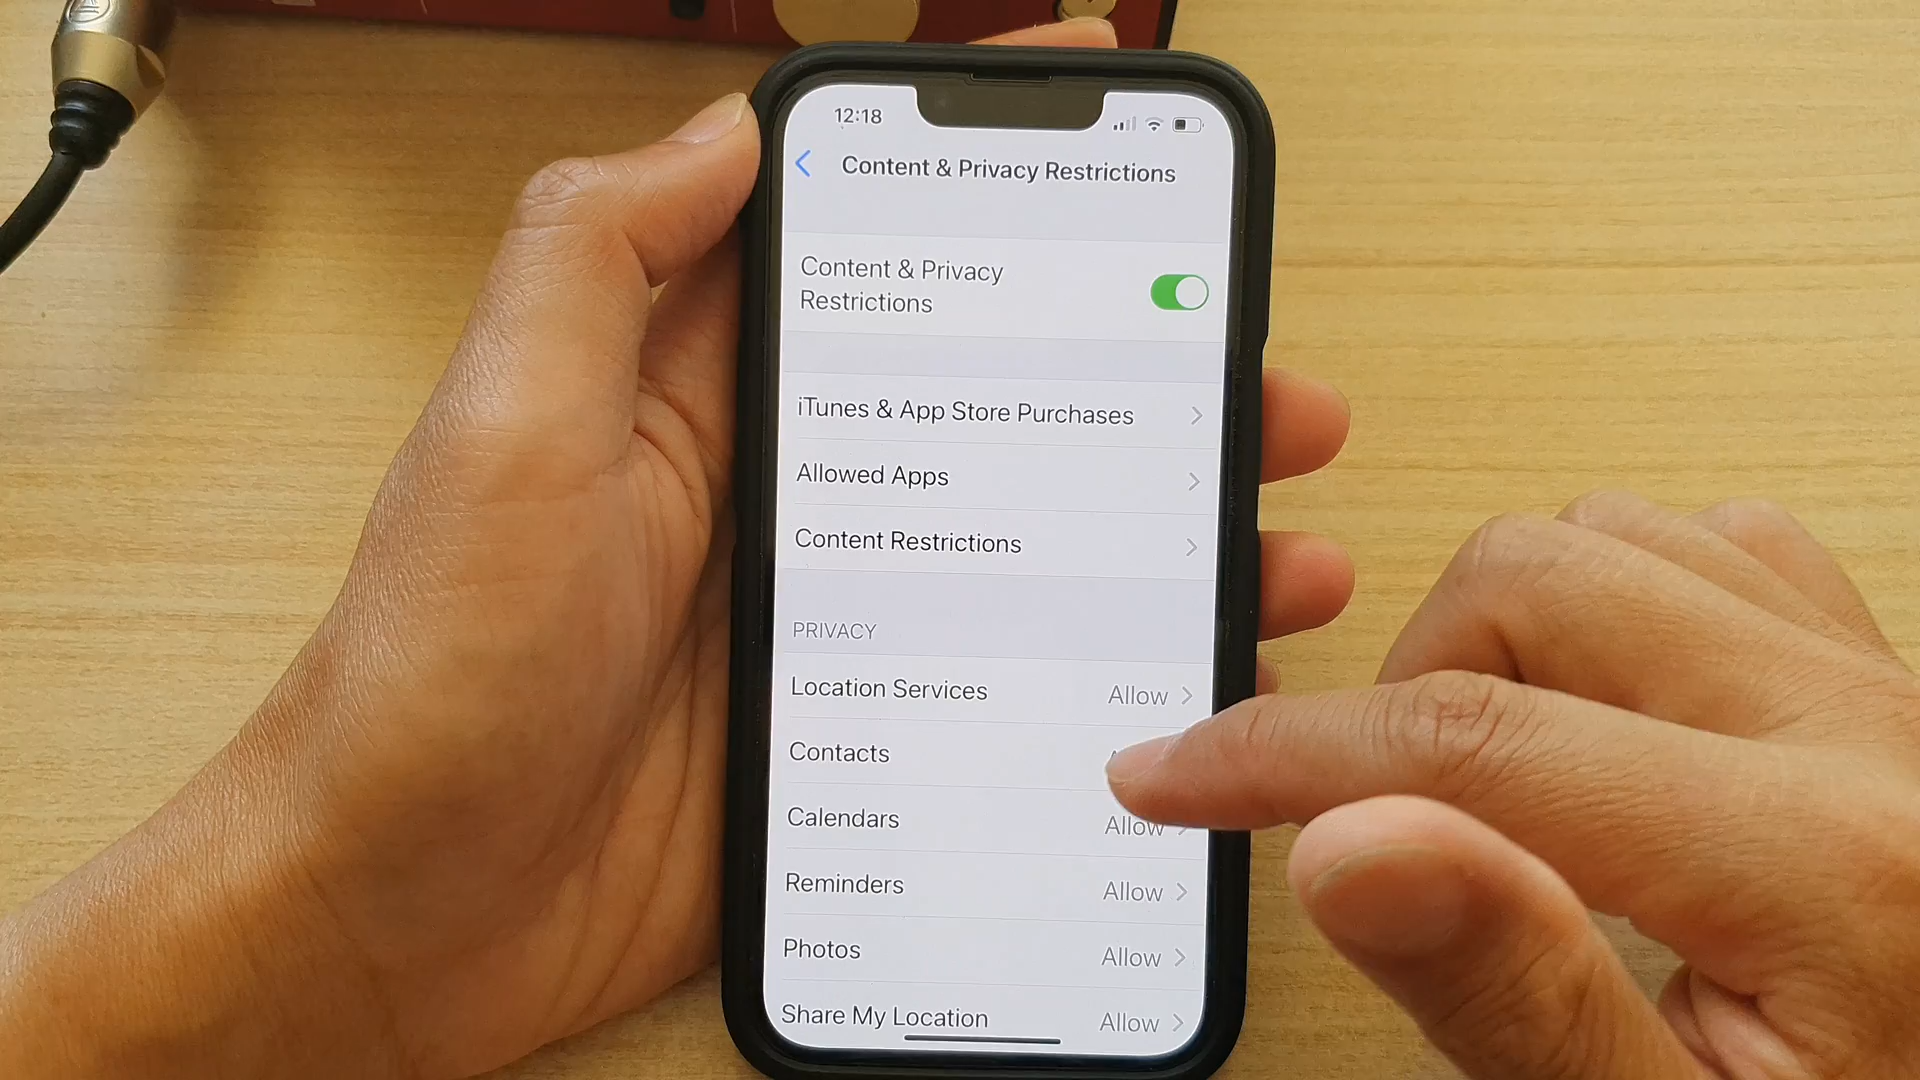 12:18
Content & Privacy Restrictions
Content & Privacy
Restrictions
iTunes & App Store Purchases
Allowed Apps
Content Restrictions
PRIVACY
Location Services Allow
Contacts
Calendars Allow
Reminders Allow
Photos Allow
Share My Location Allow